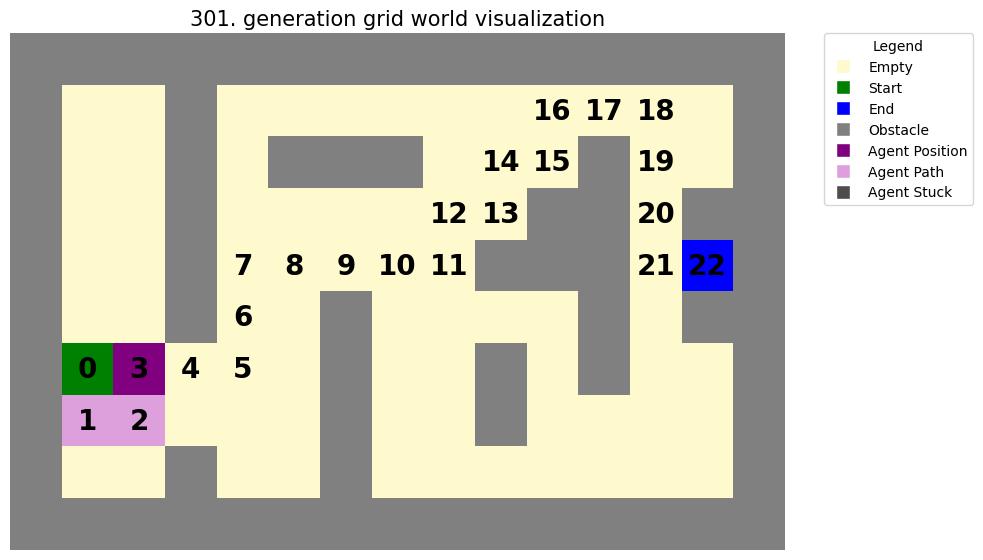 301. generation grid world visualization
Legend
Empty
Start
End
Obstacle
Agent Position
Agent Path
Agent Stuck
16 17 18
14 15 19
12 13 20
7 8 9 10 11 21 22
6
0 3 4 5
1 2